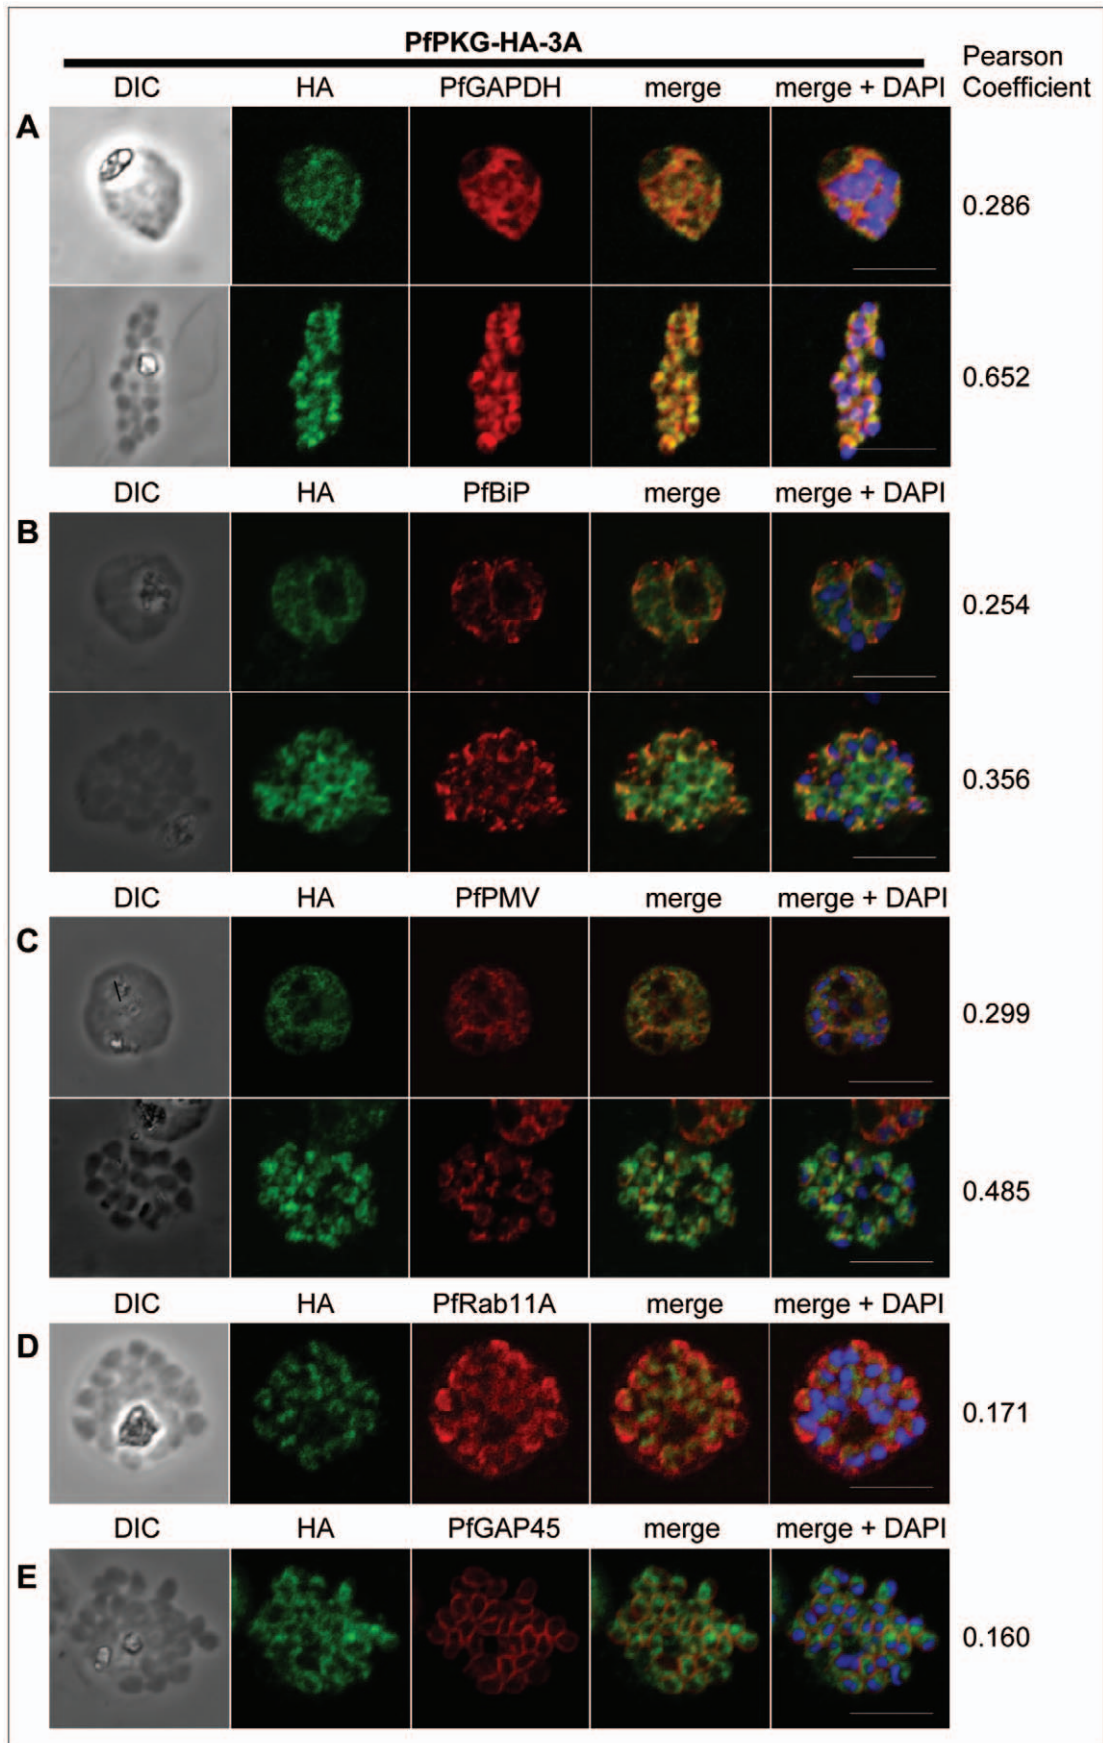 PfPKG-HA-3A
Pearson
Coefficient
DIC HA PfGAPDH merge merge + DAPI
A
0.286
0.652
DIC HA PfBiP merge merge + DAPI
B
0.254
0.356
DIC HA PfPMV merge merge + DAPI
C
0.299
0.485
DIC HA PfRab11A merge merge + DAPI
D
0.171
DIC HA PfGAP45 merge merge + DAPI
E
0.160